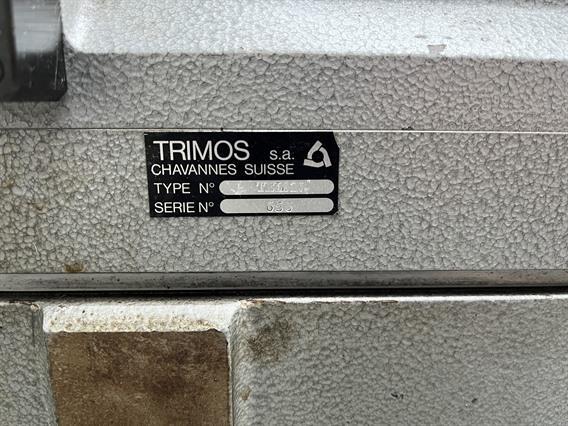 TRIMOS s.a.
CHAVANNES SUISSE
TYPE N°
SERIE N°